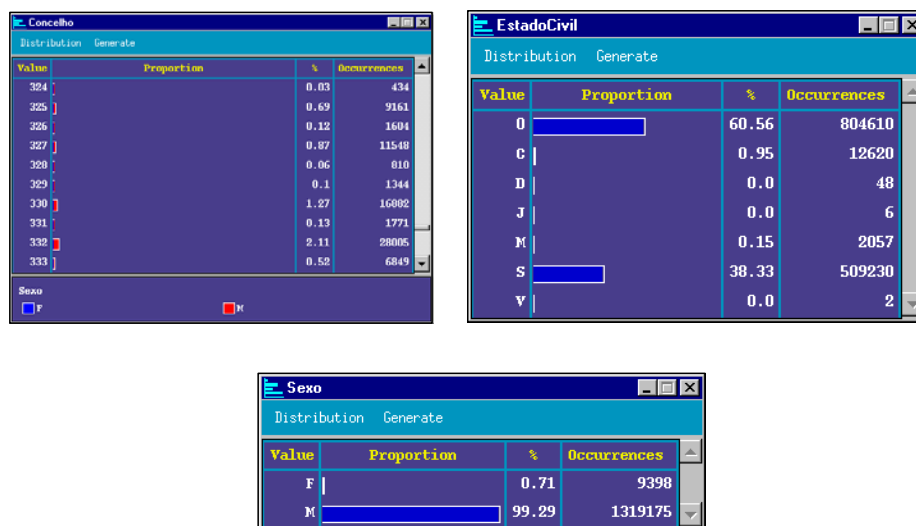 Concelho
Distribution Generate
Value Proportion % Occurrences
324 0.03 434
325 0.69 9161
326 0.12 1604
327 0.87 11548
328 0.06 810
329 0.1 1344
330 1.27 16882
331 0.13 1771
332 2.11 28005
333 0.52 6849
Sexo
F M
EstadoCivil
Distribution Generate
Value Proportion % Occurrences
0 60.56 804610
C 0.95 12620
D 0.0 48
J 0.0 6
M 0.15 2057
S 38.33 509230
V 0.0 2
Sexo
Distribution Generate
Value Proportion % Occurrences
F 0.71 9398
M 99.29 1319175